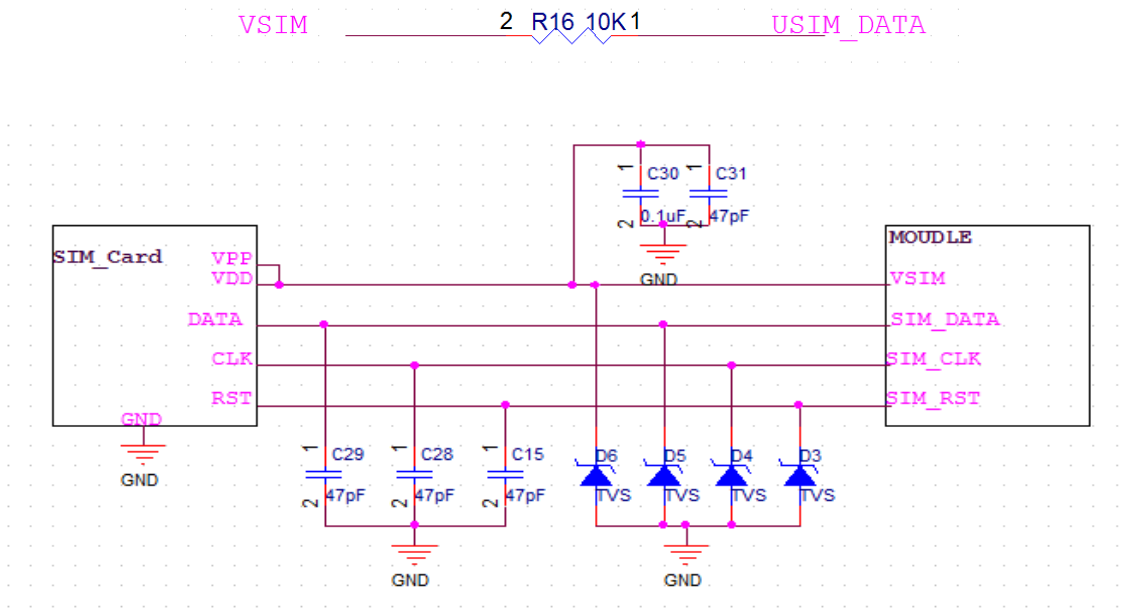 VSIM 2 R16 10K 1 USIM_DATA
1 C30 1 C31
2 0.1uF 2 47pF
GND
SIM_Card
VPP
VDD
DATA
CLK
RST
GND
GND
MOUDLE
VSIM
SIM_DATA
SIM_CLK
SIM_RST
1 C29 1 C28 1 C15 D6 D5 D4 D3
2 47pF 2 47pF 2 47pF TVS TVS TVS TVS
GND GND